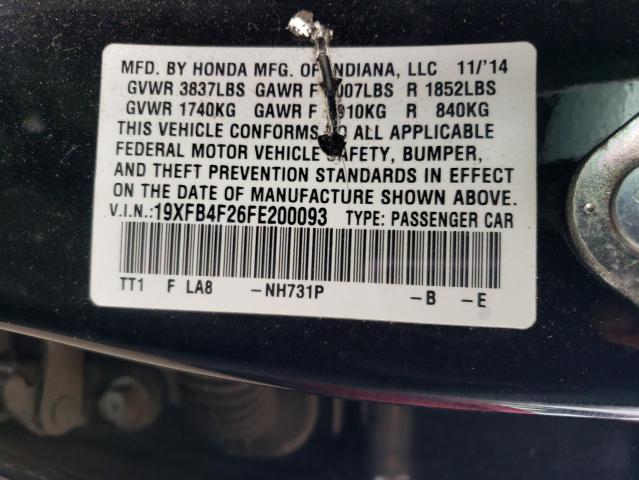 MFD. BY HONDA MFG. OF INDIANA, LLC 11/'14
GVWR 3837LBS GAWR F 007LBS R 1852LBS
GVWR 1740KG GAWR F 910KG R 840KG
THIS VEHICLE CONFORMS TO ALL APPLICABLE
FEDERAL MOTOR VEHICLE SAFETY, BUMPER,
AND THEFT PREVENTION STANDARDS IN EFFECT
ON THE DATE OF MANUFACTURE SHOWN ABOVE.
V.I.N.:19XFB4F26FE200093 TYPE: PASSENGER CAR
TT1 F LA8 -NH731P -B -E